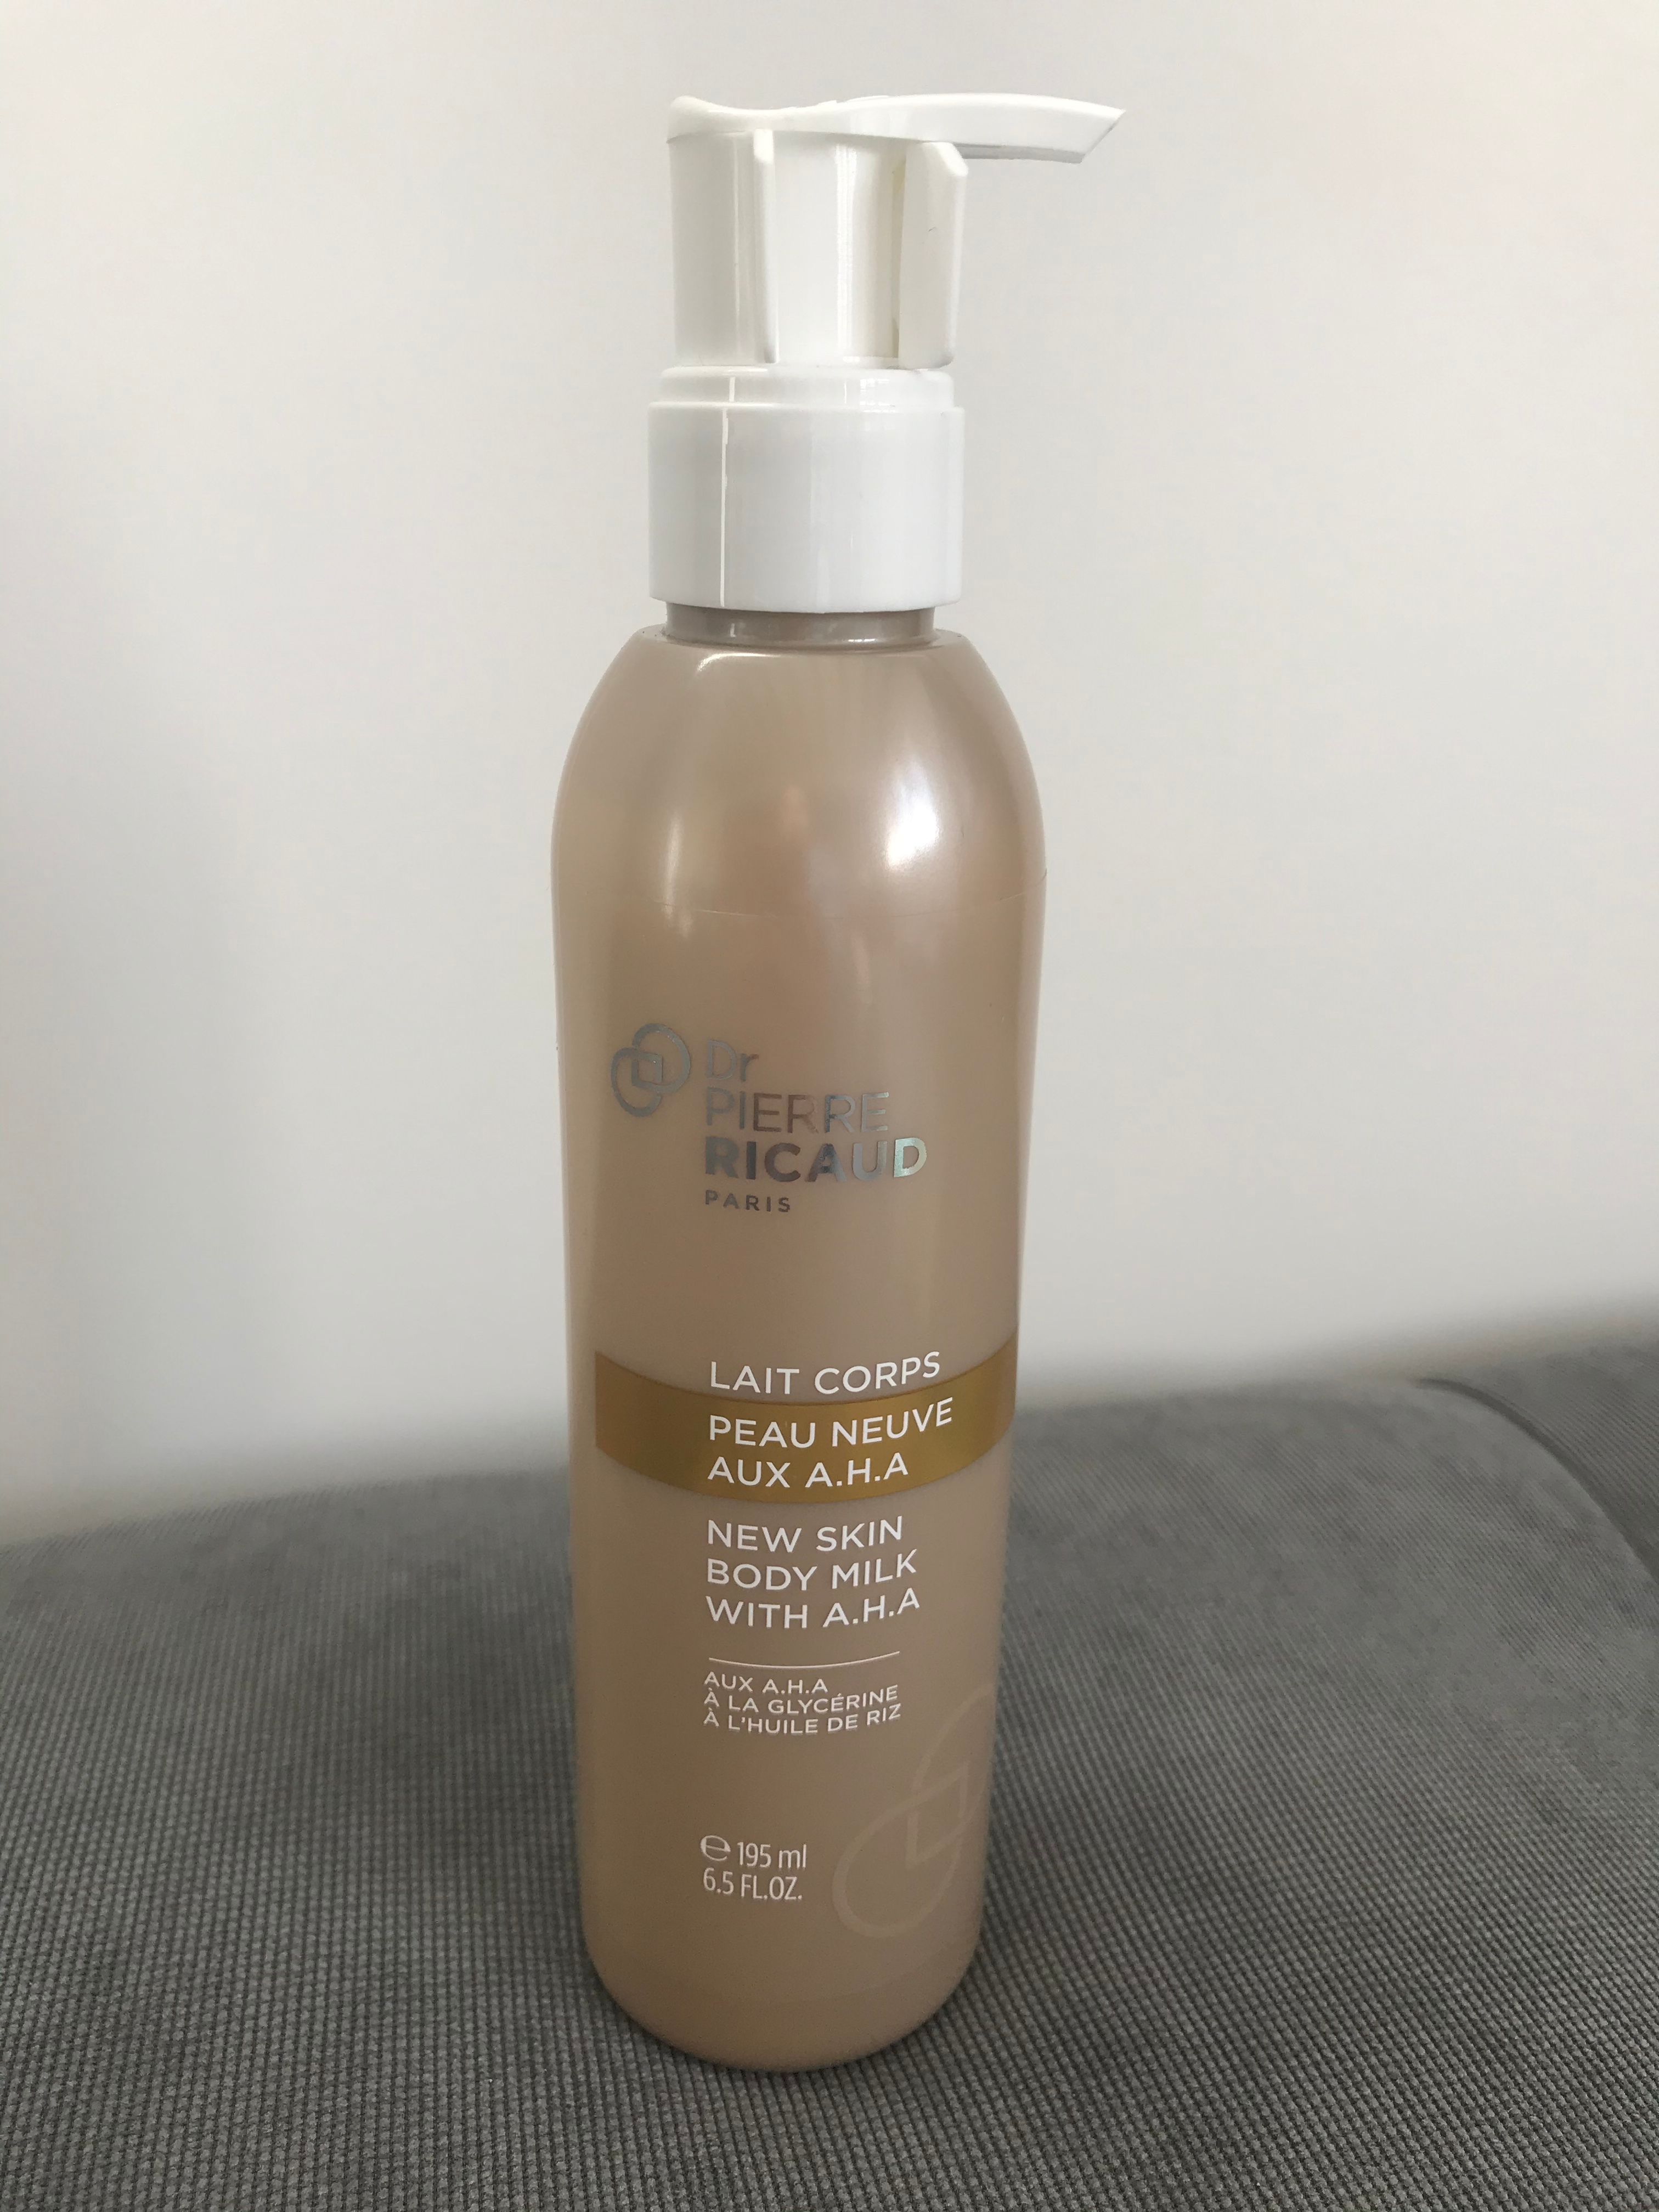 Dr
PIERRE
RICAUD
PARIS
LAIT CORPS
PEAU NEUVE
AUX A.H.A
NEW SKIN
BODY MILK
WITH A.H.A
AUX A.H.A
À LA GLYCÉRINE
À L'HUILE DE RIZ
℮ 195 ml
6.5 FL.OZ.